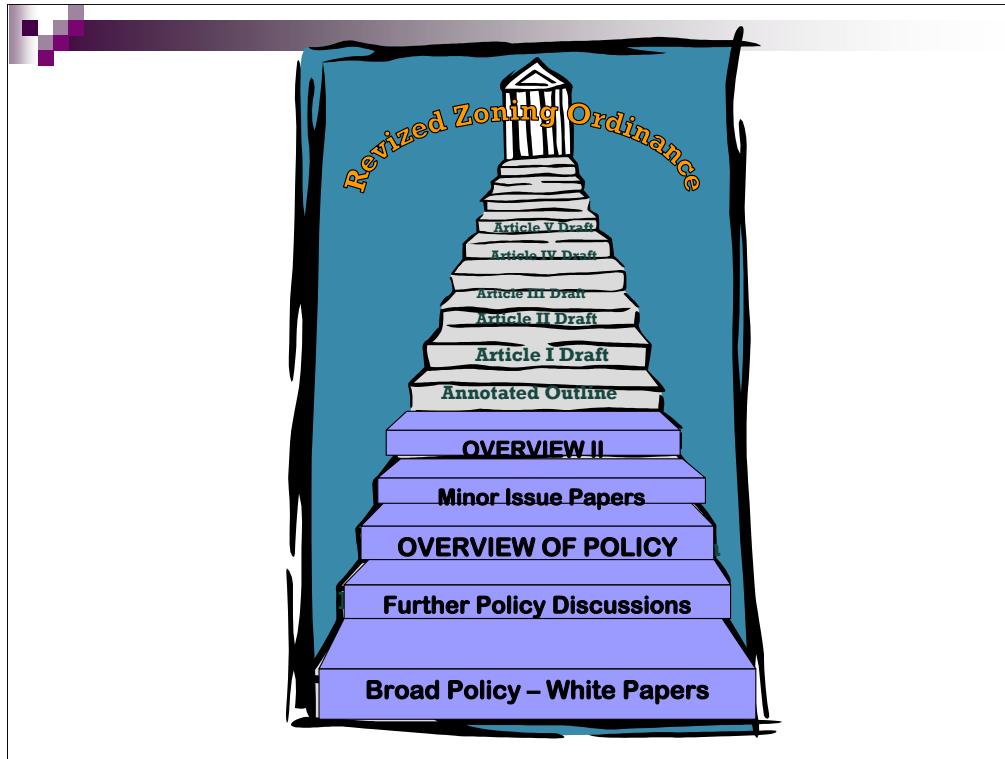 Revized Zoning Ordinance
Article V Draft
Article IV Draft
Article III Draft
Article II Draft
Article I Draft
Annotated Outline
OVERVIEW II
Minor Issue Papers
OVERVIEW OF POLICY
Further Policy Discussions
Broad Policy – White Papers